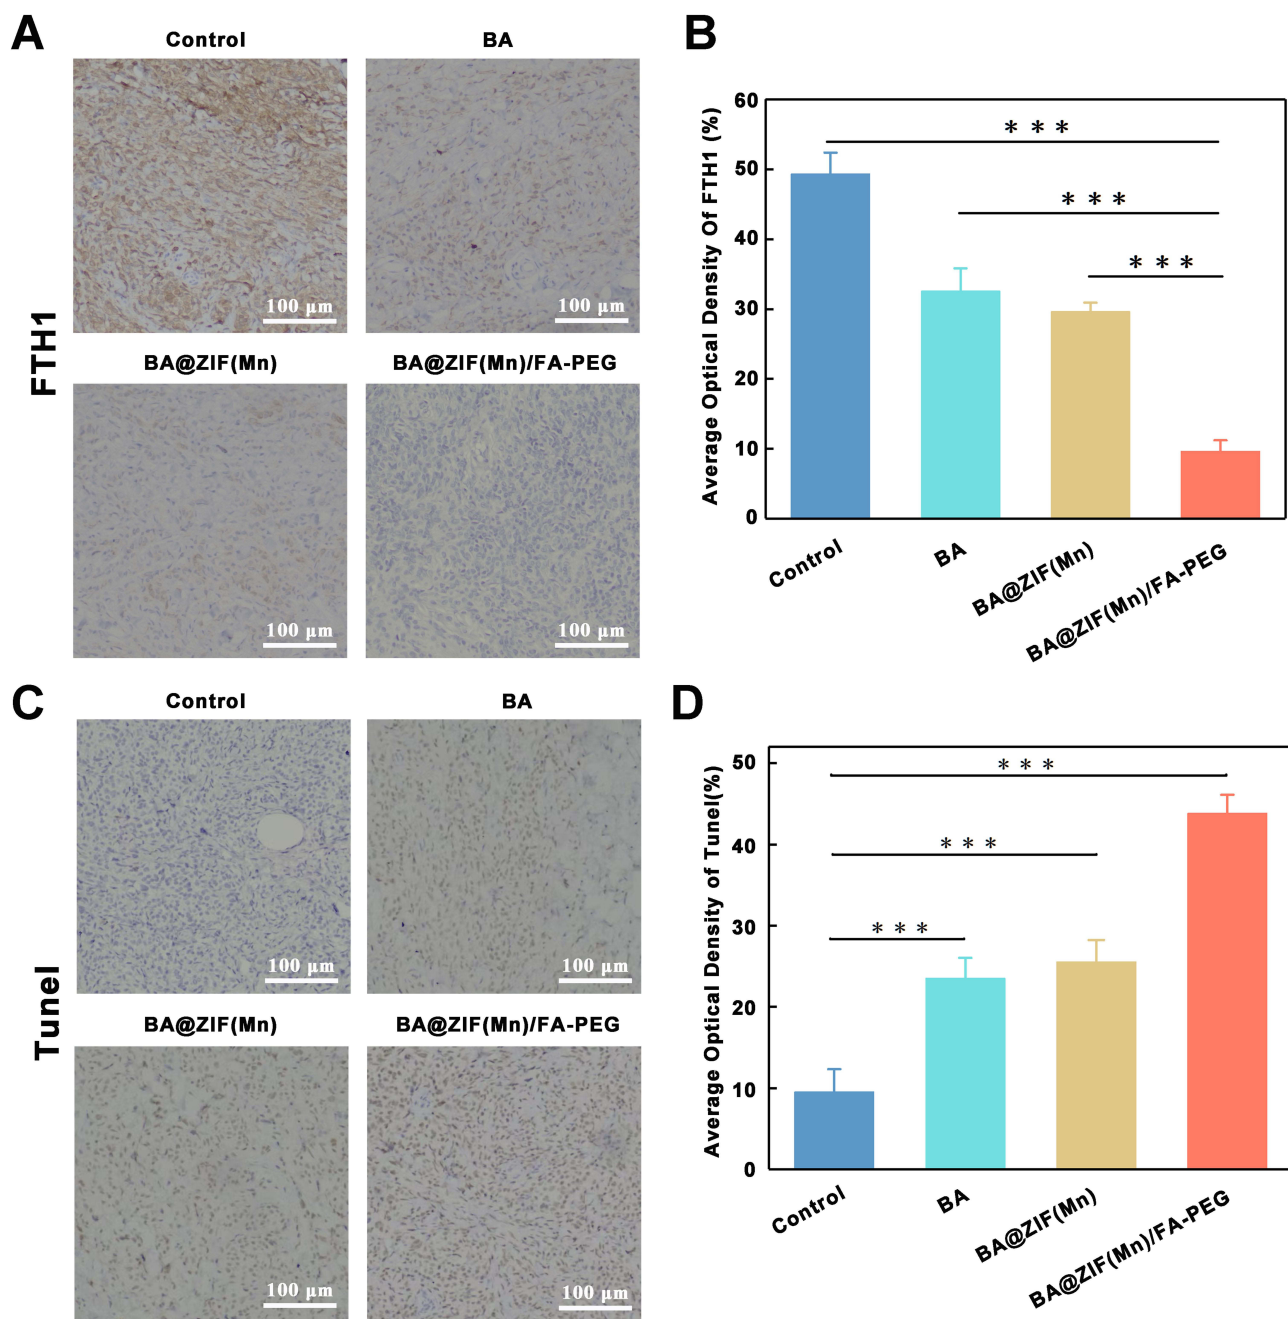 A
Control
BA
100 μm
100 μm
BA@ZIF(Mn)
BA@ZIF(Mn)/FA-PEG
100 μm
100 μm
FTH1
B
Average Optical Density Of FTH1 (%)
60
50
40
30
20
10
0
***
***
***
Control
BA
BA@ZIF(Mn)
BA@ZIF(Mn)/FA-PEG
C
Control
BA
100 μm
100 μm
BA@ZIF(Mn)
BA@ZIF(Mn)/FA-PEG
100 μm
100 μm
Tunel
D
Average Optical Density of Tunel(%)
50
40
30
20
10
0
***
***
***
Control
BA
BA@ZIF(Mn)
BA@ZIF(Mn)/FA-PEG